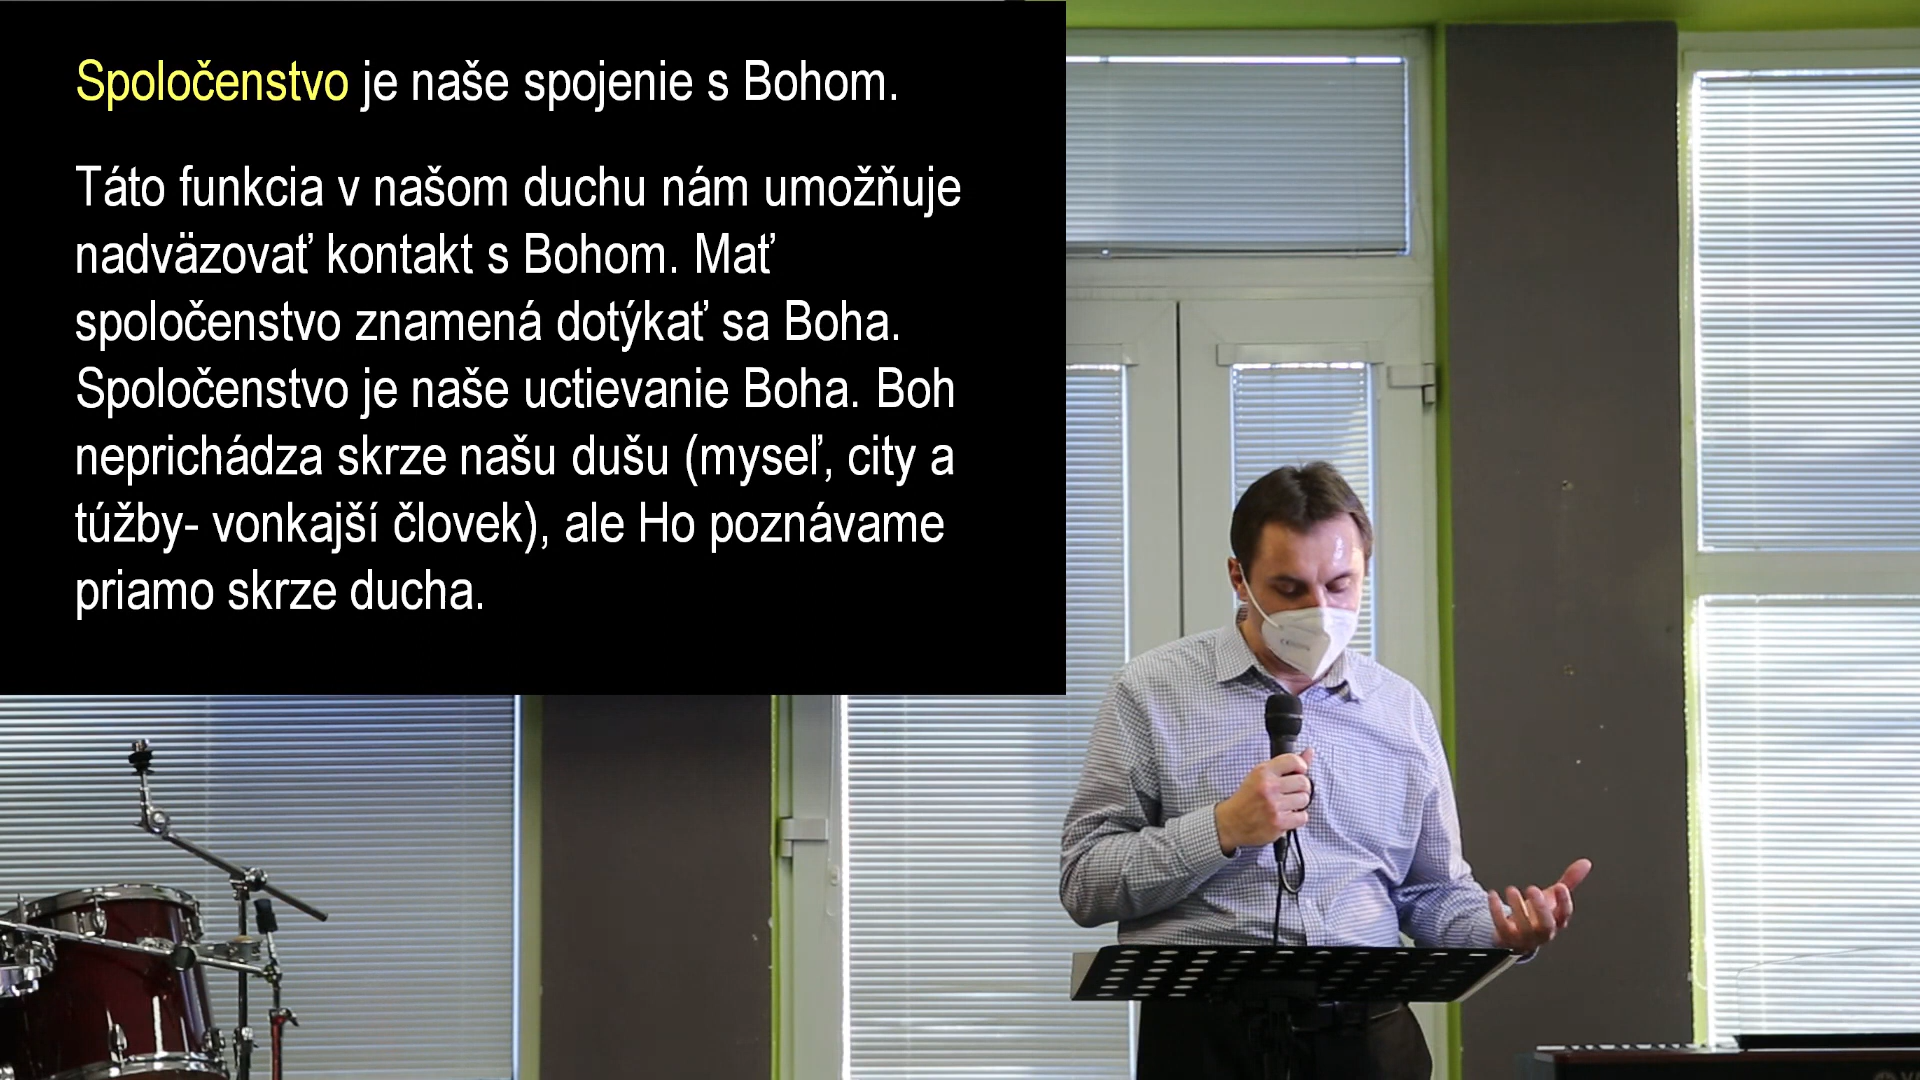 Spoločenstvo je naše spojenie s Bohom.
Táto funkcia v našom duchu nám umožňuje
nadväzovať kontakt s Bohom. Mať
spoločenstvo znamená dotýkať sa Boha.
Spoločenstvo je naše uctievanie Boha. Boh
neprichádza skrze našu dušu (myseľ, city a
túžby- vonkajší človek), ale Ho poznávame
priamo skrze ducha.